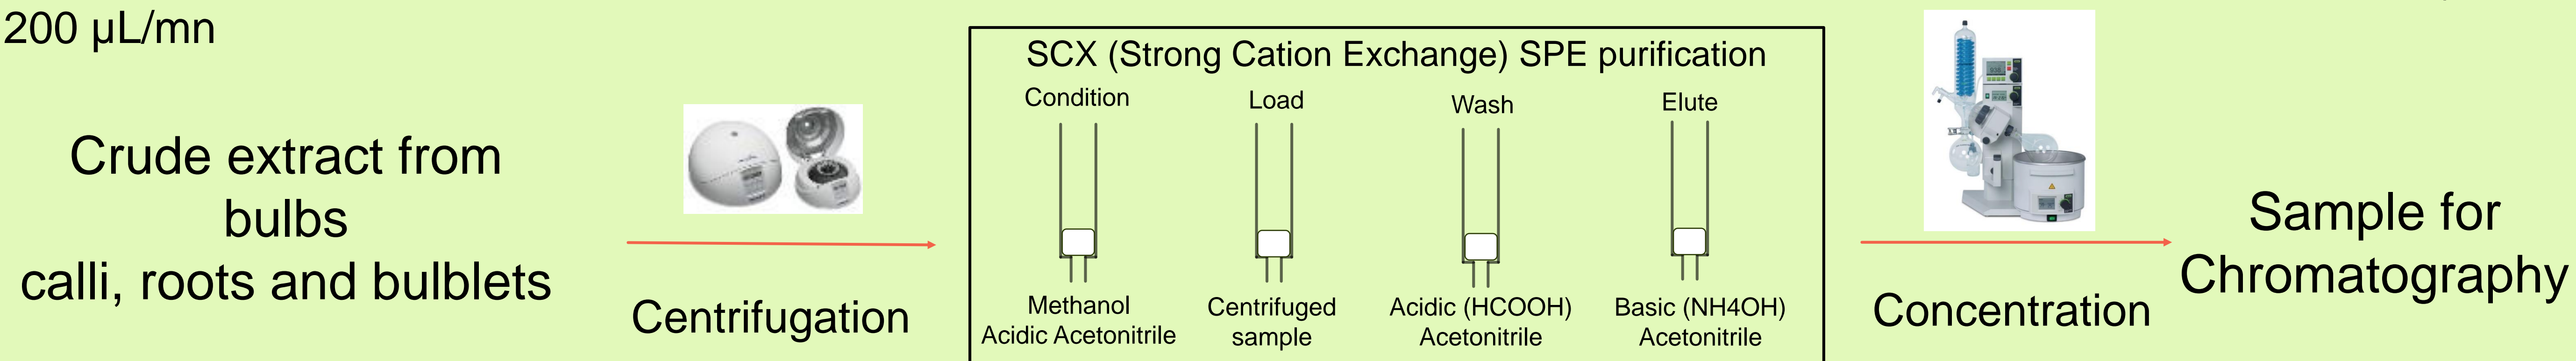 200 µL/mn
Crude extract from
bulbs
calli, roots and bulblets
Centrifugation
SCX (Strong Cation Exchange) SPE purification
Condition
Load
Wash
Elute
Methanol
Acidic Acetonitrile
Centrifuged
sample
Acidic (HCOOH)
Acetonitrile
Basic (NH4OH)
Acetonitrile
Concentration
Sample for
Chromatography